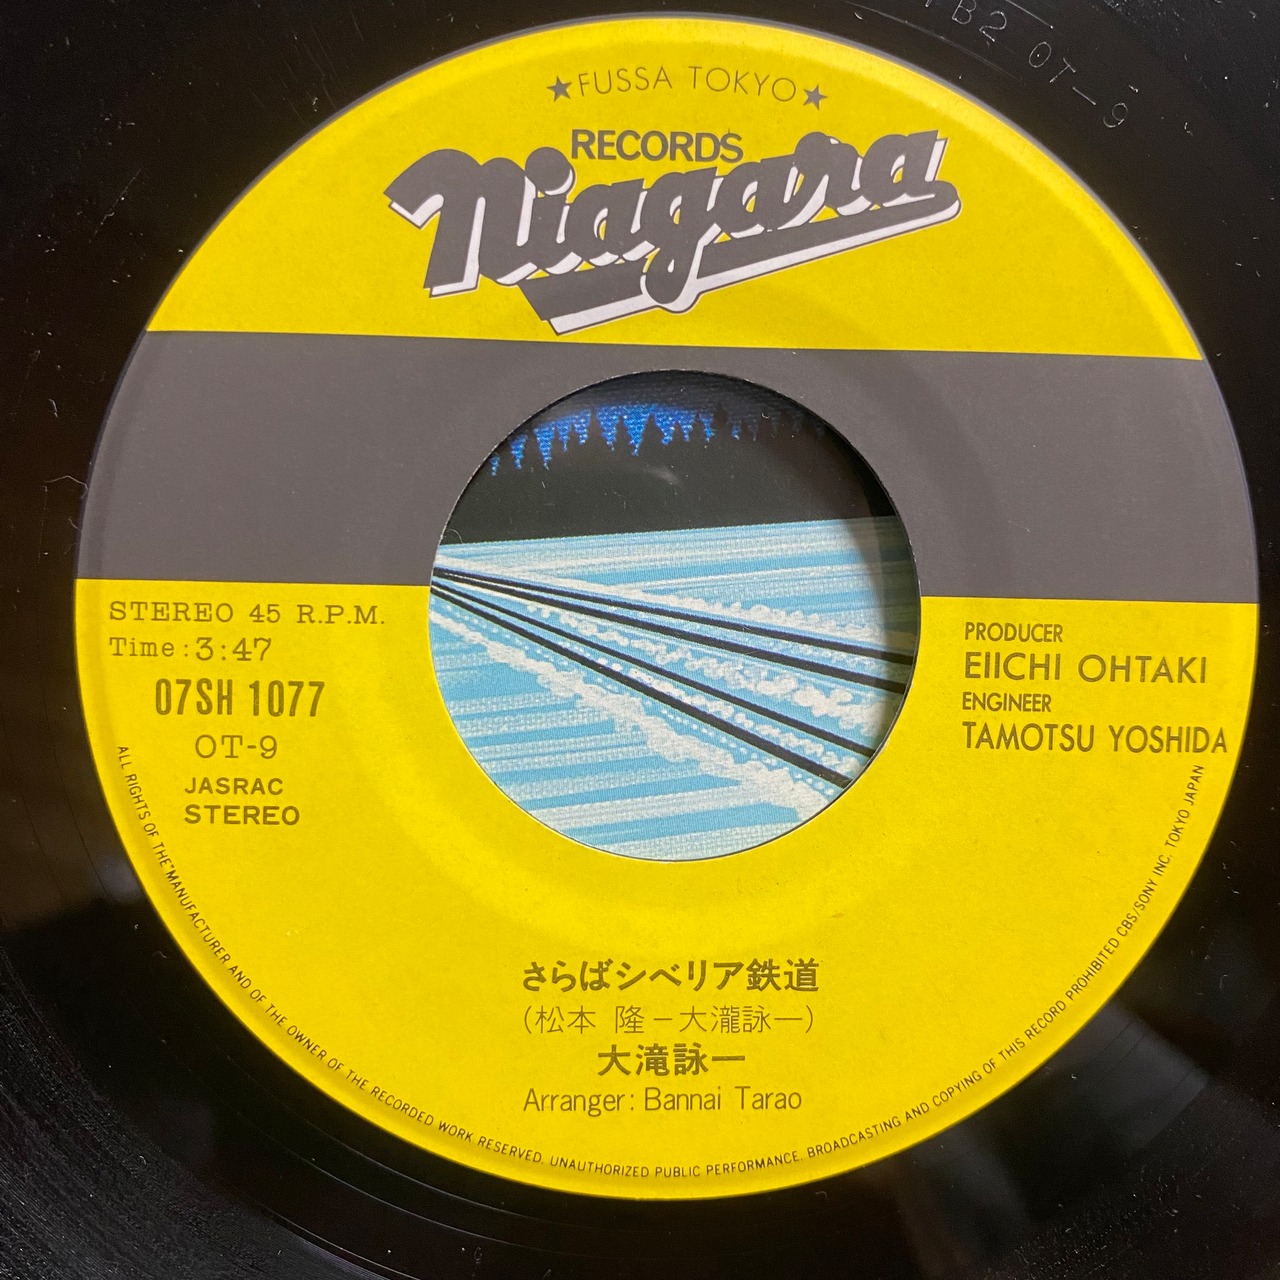 ★FUSSA TOKYO★
RECORDS
Niagara
STEREO 45 R.P.M.
Time : 3:47
07SH 1077
OT-9
JASRAC
STEREO
PRODUCER
EIICHI OHTAKI
ENGINEER
TAMOTSU YOSHIDA
さらばシベリア鉄道
(松本 隆−大瀧詠一)
大滝詠一
Arranger: Bannai Tarao
ALL RIGHTS OF THE MANUFACTURER AND OF THE OWNER OF THE RECORDED WORK RESERVED. UNAUTHORIZED PUBLIC PERFORMANCE. BROADCASTING AND COPYING OF THIS RECORD PROHIBITED CBS/SONY INC. TOKYO JAPAN
B2 OT-9